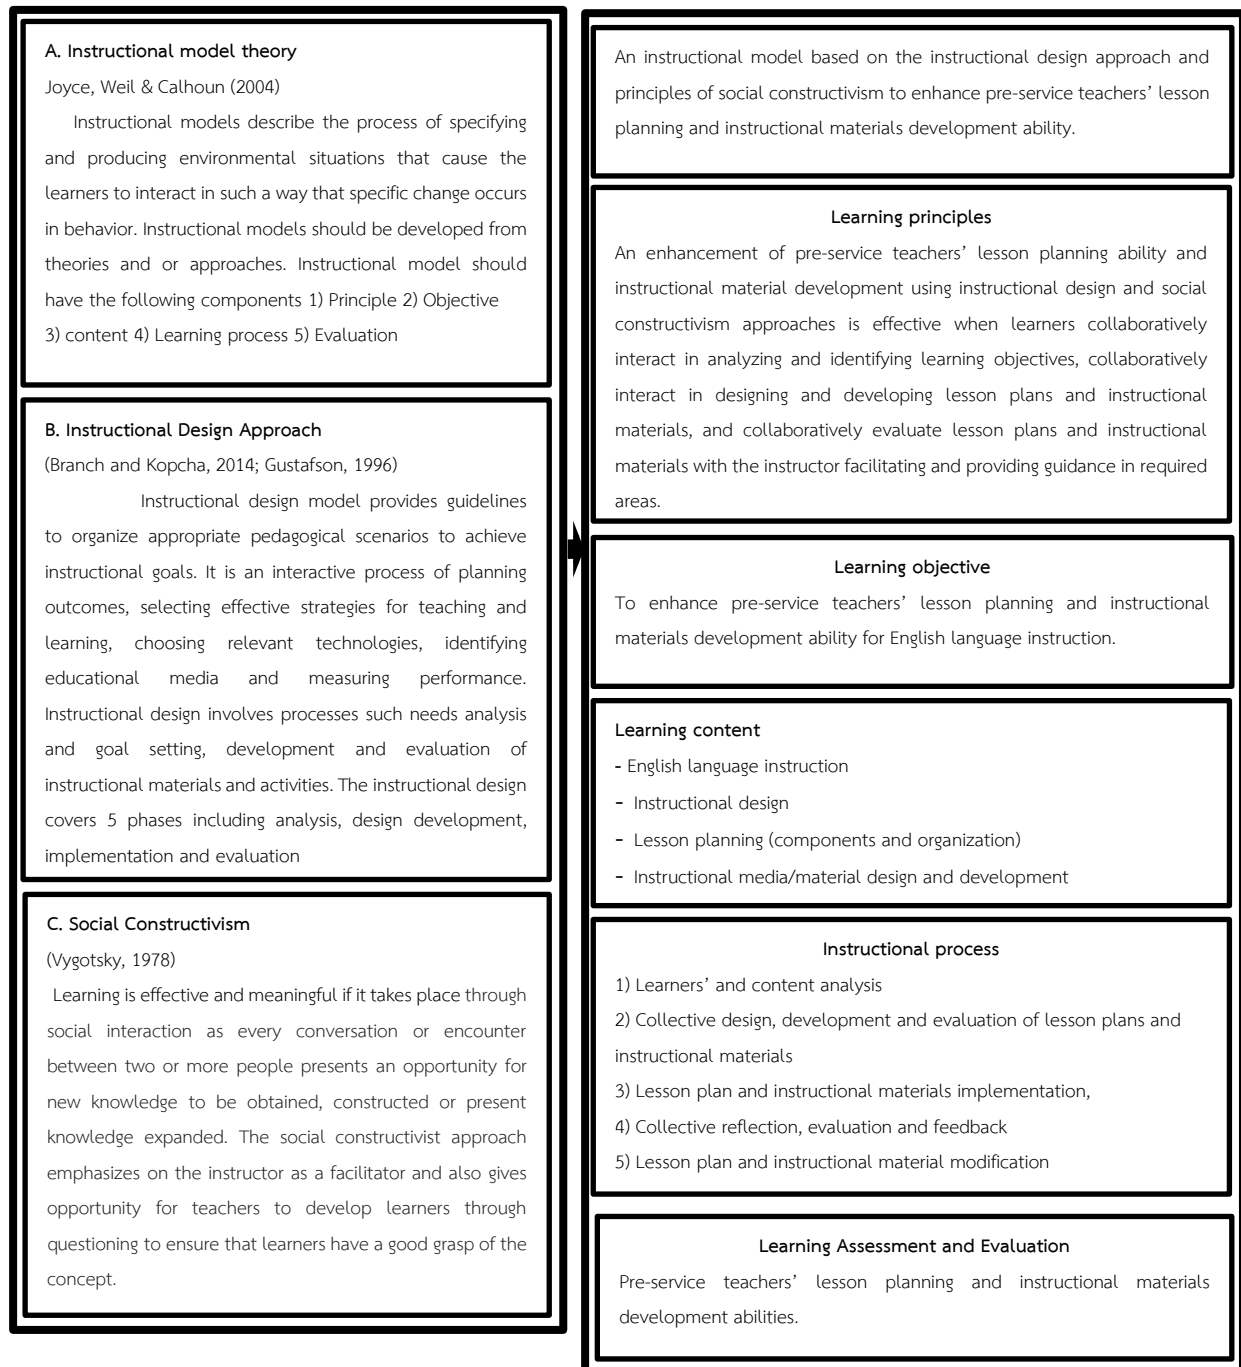 A. Instructional model theory
Joyce, Weil & Calhoun (2004)
Instructional models describe the process of specifying
and producing environmental situations that cause the
learners to interact in such a way that specific change occurs
in behavior. Instructional models should be developed from
theories and or approaches. Instructional model should
have the following components 1) Principle 2) Objective
3) content 4) Learning process 5) Evaluation
B. Instructional Design Approach
(Branch and Kopcha, 2014; Gustafson, 1996)
Instructional design model provides guidelines
to organize appropriate pedagogical scenarios to achieve
instructional goals. It is an interactive process of planning
outcomes, selecting effective strategies for teaching and
learning, choosing relevant technologies, identifying
educational media and measuring performance.
Instructional design involves processes such needs analysis
and goal setting, development and evaluation of
instructional materials and activities. The instructional design
covers 5 phases including analysis, design development,
implementation and evaluation
C. Social Constructivism
(Vygotsky, 1978)
Learning is effective and meaningful if it takes place through
social interaction as every conversation or encounter
between two or more people presents an opportunity for
new knowledge to be obtained, constructed or present
knowledge expanded. The social constructivist approach
emphasizes on the instructor as a facilitator and also gives
opportunity for teachers to develop learners through
questioning to ensure that learners have a good grasp of the
concept.
An instructional model based on the instructional design approach and
principles of social constructivism to enhance pre-service teachers' lesson
planning and instructional materials development ability.
Learning principles
An enhancement of pre-service teachers' lesson planning ability and
instructional material development using instructional design and social
constructivism approaches is effective when learners collaboratively
interact in analyzing and identifying learning objectives, collaboratively
interact in designing and developing lesson plans and instructional
materials, and collaboratively evaluate lesson plans and instructional
materials with the instructor facilitating and providing guidance in required
areas.
Learning objective
To enhance pre-service teachers' lesson planning and instructional
materials development ability for English language instruction.
Learning content
- English language instruction
- Instructional design
- Lesson planning (components and organization)
- Instructional media/material design and development
Instructional process
1) Learners' and content analysis
2) Collective design, development and evaluation of lesson plans and
instructional materials
3) Lesson plan and instructional materials implementation,
4) Collective reflection, evaluation and feedback
5) Lesson plan and instructional material modification
Learning Assessment and Evaluation
Pre-service teachers' lesson planning and instructional materials
development abilities.